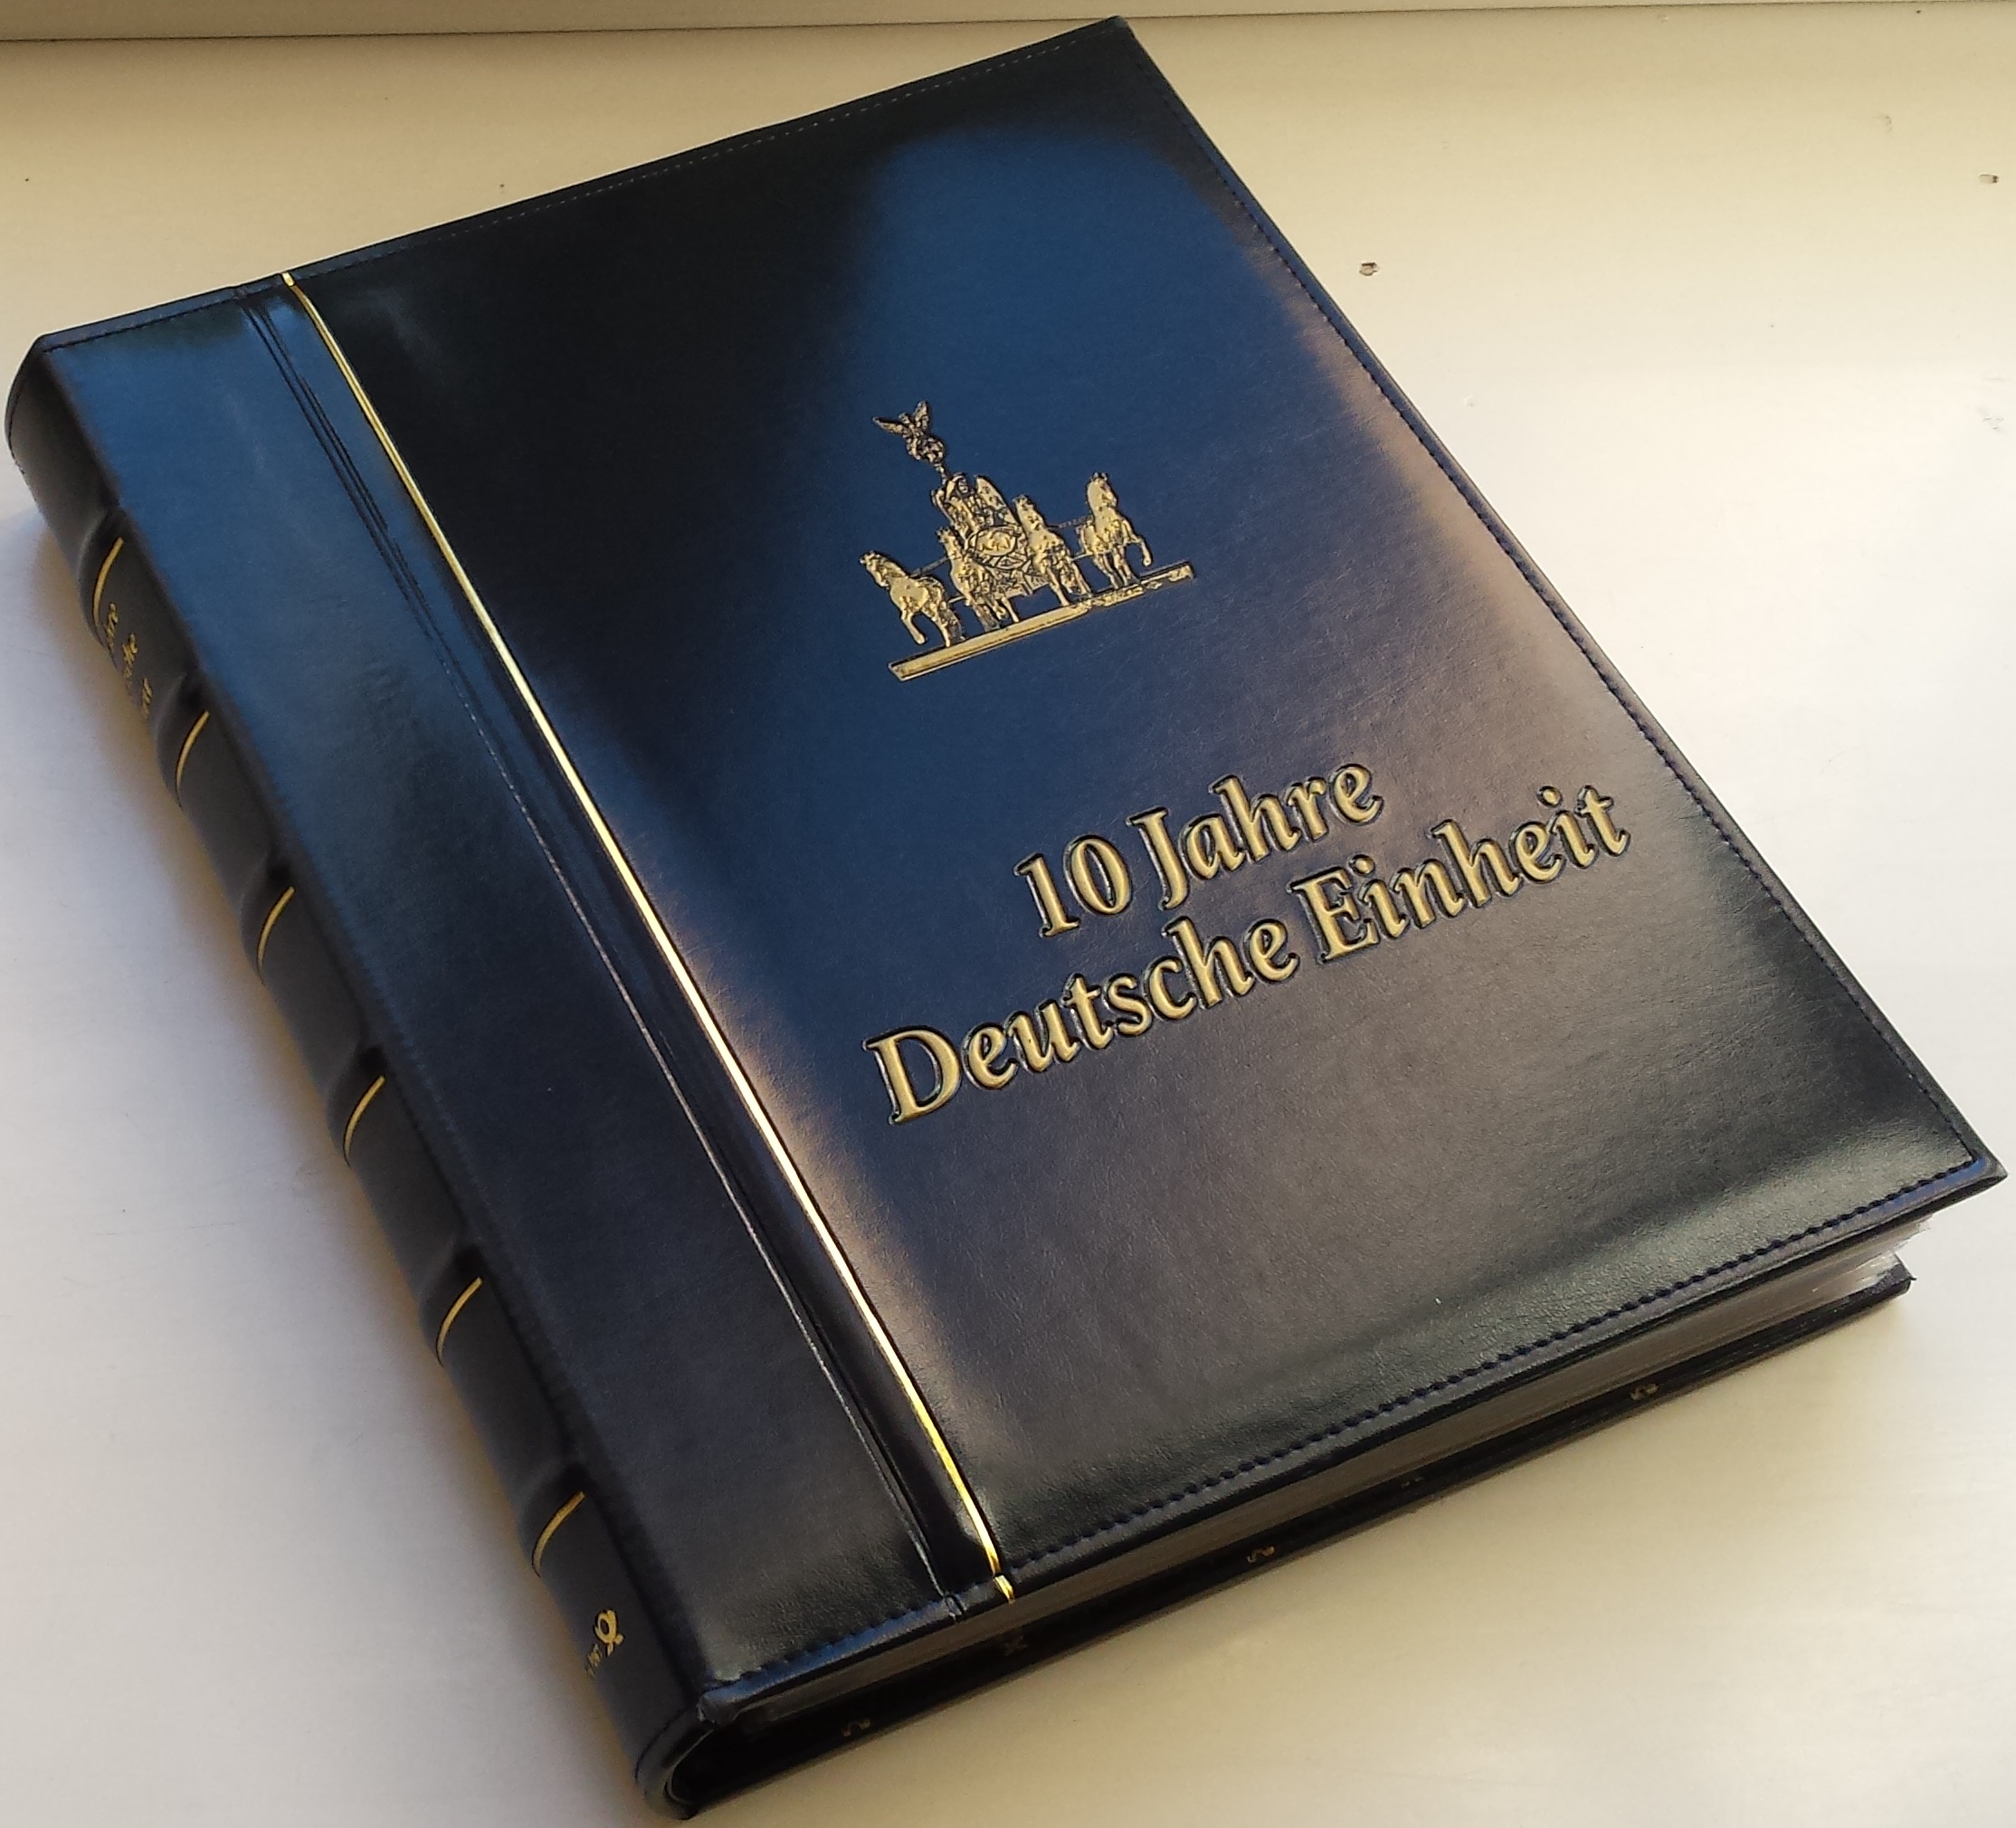 10 Jahre
Deutsche Einheit